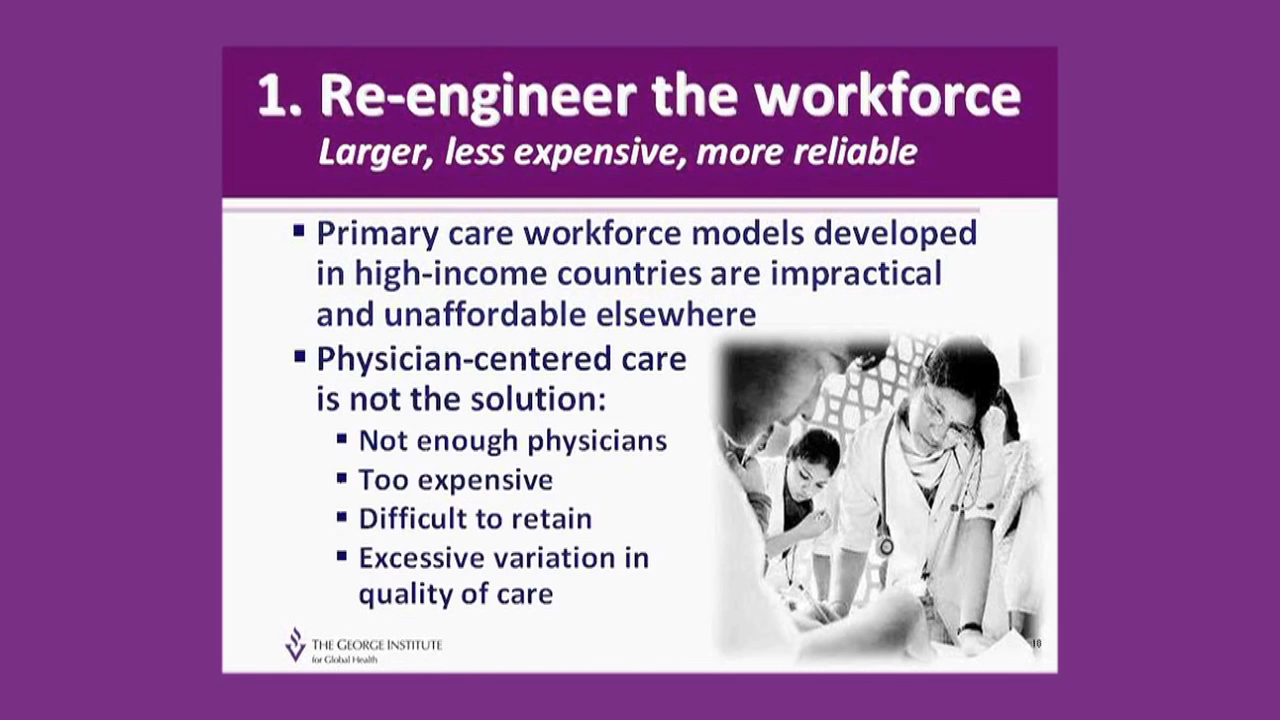 1. Re-engineer the workforce
Larger, less expensive, more reliable
▪ Primary care workforce models developed
in high-income countries are impractical
and unaffordable elsewhere
▪ Physician-centered care
is not the solution:
▪ Not enough physicians
▪ Too expensive
▪ Difficult to retain
▪ Excessive variation in
quality of care
THE GEORGE INSTITUTE
for Global Health